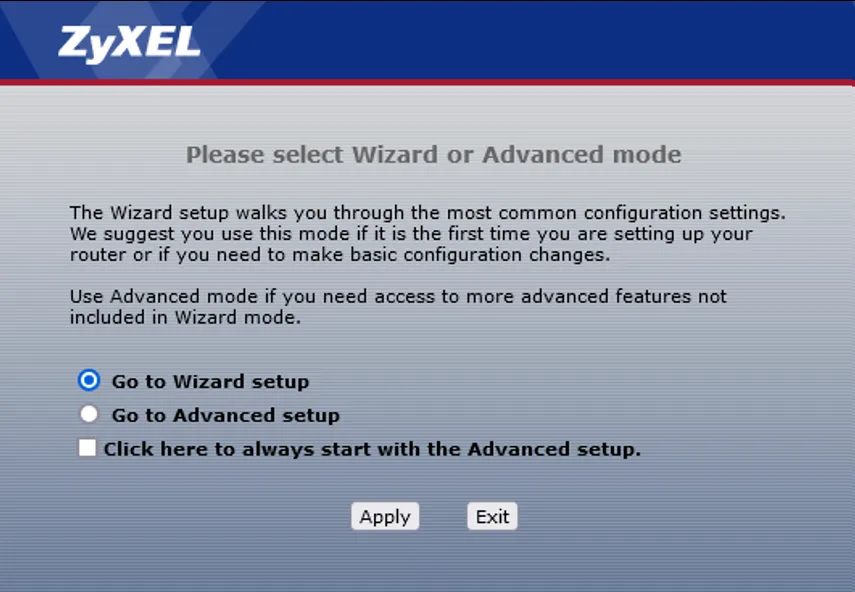 ZyXEL
Please select Wizard or Advanced mode
The Wizard setup walks you through the most common configuration settings.
We suggest you use this mode if it is the first time you are setting up your
router or if you need to make basic configuration changes.
Use Advanced mode if you need access to more advanced features not
included in Wizard mode.
Go to Wizard setup
Go to Advanced setup
Click here to always start with the Advanced setup.
Apply Exit